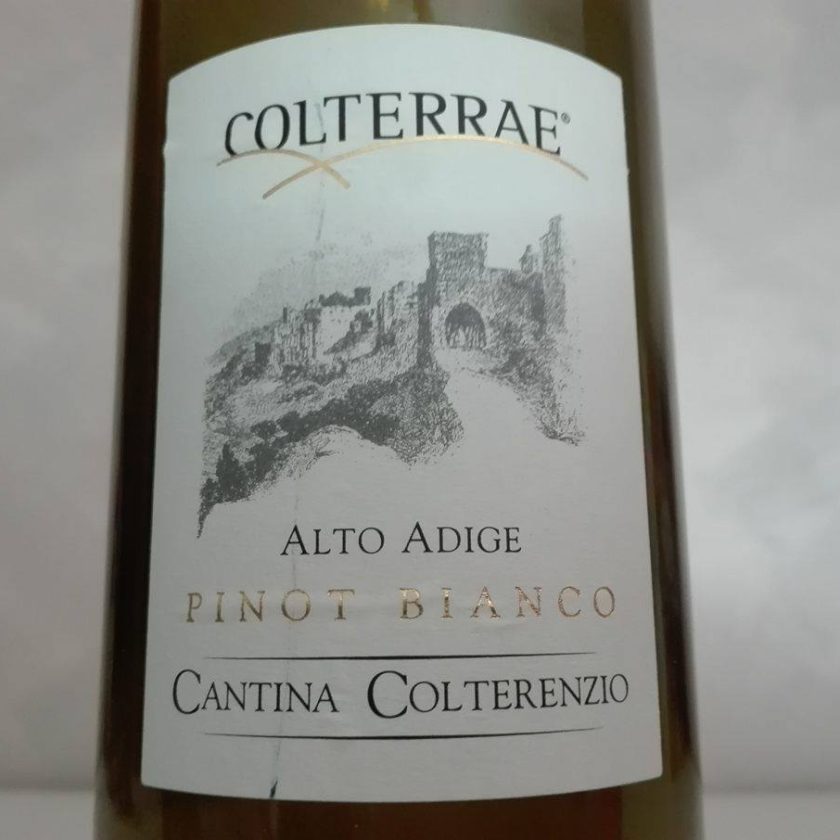 COLTERRAE®
ALTO ADIGE
PINOT BIANCO
CANTINA COLTERENZIO